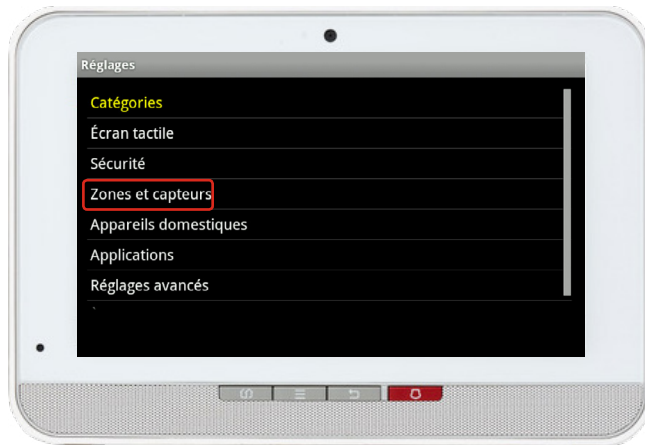 Réglages
Catégories
Écran tactile
Sécurité
Zones et capteurs
Appareils domestiques
Applications
Réglages avancés